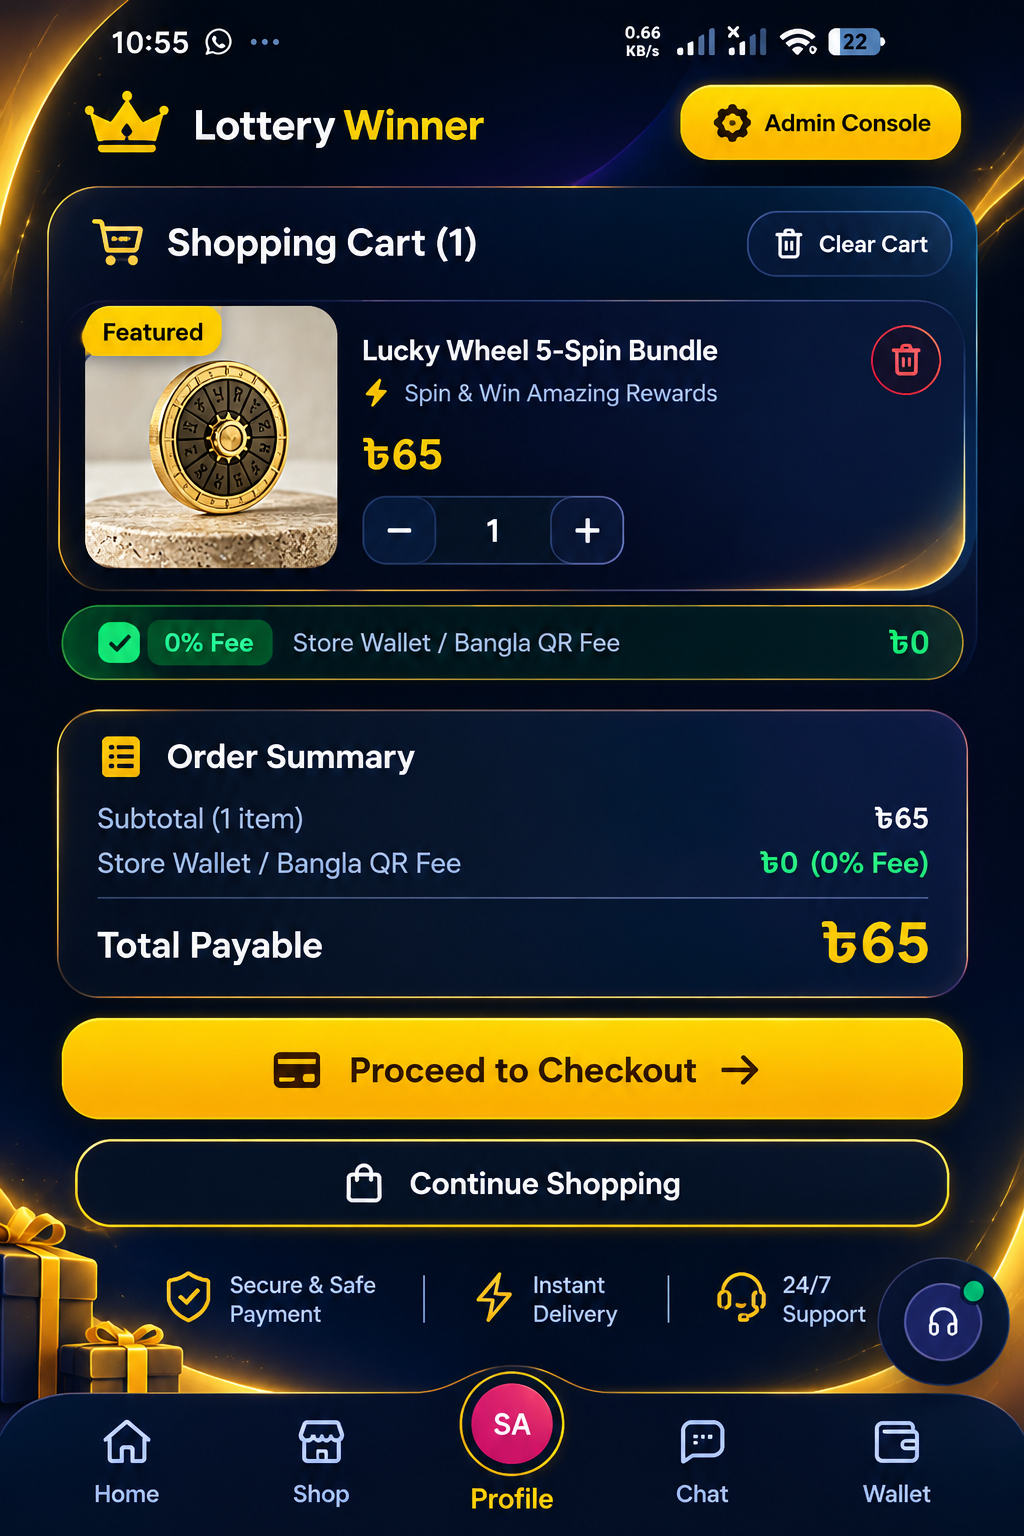 10:55
0.66
KB/s
22
Lottery Winner
Admin Console
Shopping Cart (1)
Clear Cart
Featured
Lucky Wheel 5-Spin Bundle
Spin & Win Amazing Rewards
৳65
1
0% Fee
Store Wallet / Bangla QR Fee
৳0
Order Summary
Subtotal (1 item)
৳65
Store Wallet / Bangla QR Fee
৳0 (0% Fee)
Total Payable
৳65
Proceed to Checkout
Continue Shopping
Secure & Safe
Payment
Instant
Delivery
24/7
Support
SA
Home
Shop
Profile
Chat
Wallet